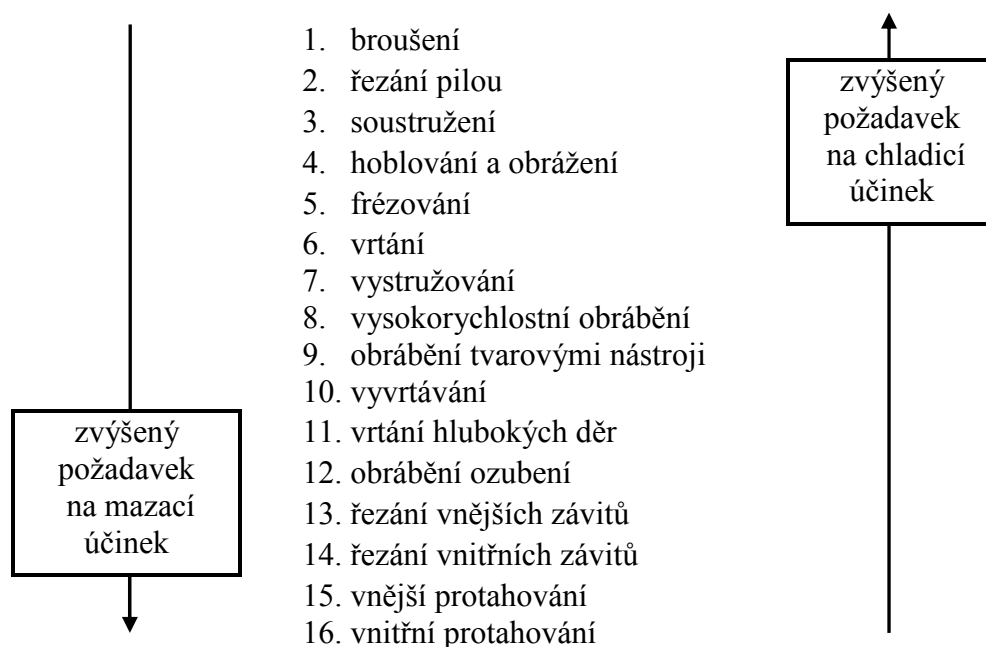 1. broušení
2. řezání pilou
3. soustružení
4. hoblování a obrážení
5. frézování
6. vrtání
7. vystružování
8. vysokorychlostní obrábění
9. obrábění tvarovými nástroji
10. vyvrtávání
11. vrtání hlubokých děr
12. obrábění ozubení
13. řezání vnějších závitů
14. řezání vnitřních závitů
15. vnější protahování
16. vnitřní protahování
zvýšený
požadavek
na mazací
účinek
zvýšený
požadavek
na chladicí
účinek